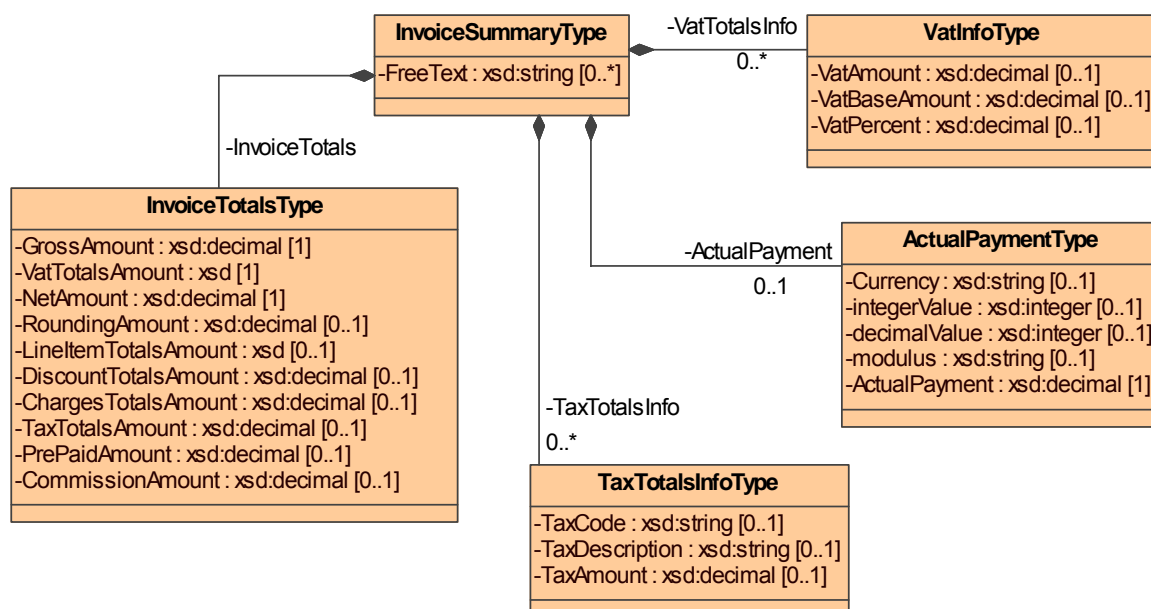 InvoiceSummaryType
-FreeText : xsd:string [0..*]
-VatTotalsInfo
0..*
VatInfoType
-VatAmount : xsd:decimal [0..1]
-VatBaseAmount : xsd:decimal [0..1]
-VatPercent : xsd:decimal [0..1]
-InvoiceTotals
InvoiceTotalsType
-GrossAmount : xsd:decimal [1]
-VatTotalsAmount : xsd [1]
-NetAmount : xsd:decimal [1]
-RoundingAmount : xsd:decimal [0..1]
-LineItemTotalsAmount : xsd [0..1]
-DiscountTotalsAmount : xsd:decimal [0..1]
-ChargesTotalsAmount : xsd:decimal [0..1]
-TaxTotalsAmount : xsd:decimal [0..1]
-PrePaidAmount : xsd:decimal [0..1]
-CommissionAmount : xsd:decimal [0..1]
-ActualPayment
0..1
ActualPaymentType
-Currency : xsd:string [0..1]
-integerValue : xsd:integer [0..1]
-decimalValue : xsd:integer [0..1]
-modulus : xsd:string [0..1]
-ActualPayment : xsd:decimal [1]
-TaxTotalsInfo
0..*
TaxTotalsInfoType
-TaxCode : xsd:string [0..1]
-TaxDescription : xsd:string [0..1]
-TaxAmount : xsd:decimal [0..1]